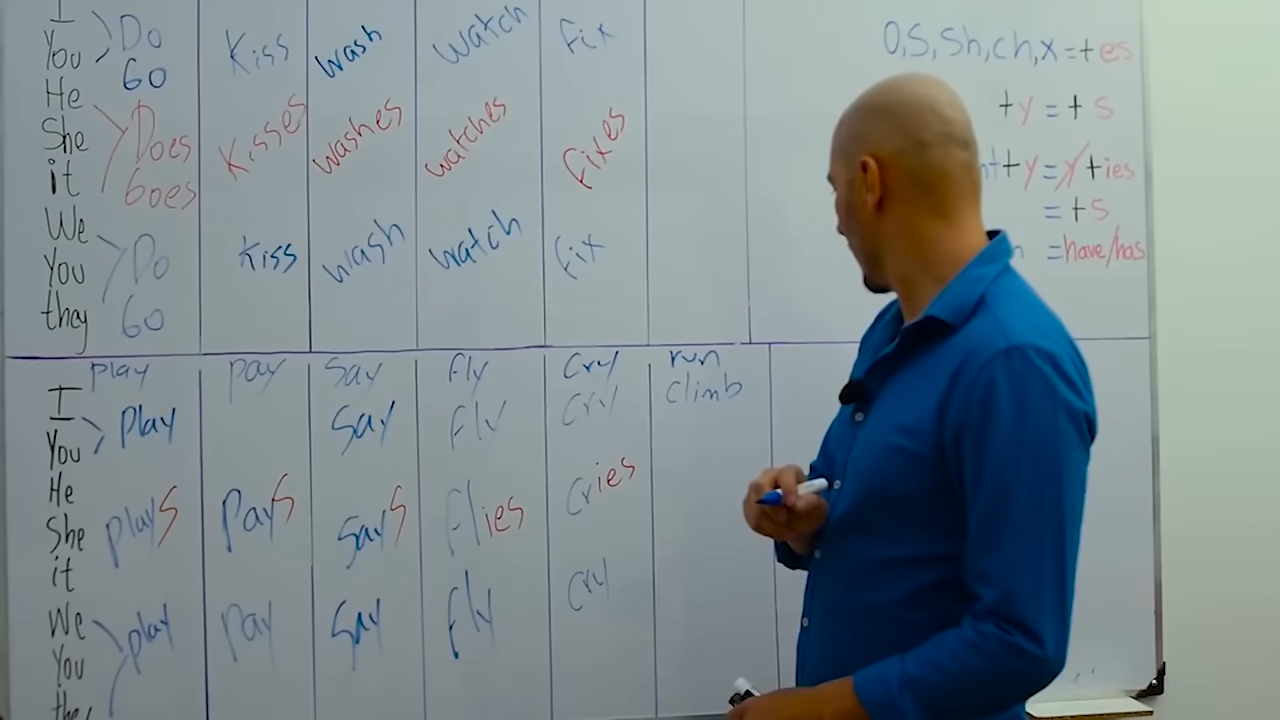 I
You Do Kiss wash watch fix O,S,Sh,ch,x=+es
Go
He
She Does Kisses washes watches fixes +y=+s
it Goes +y=y+ies
We =+s
You Do Kiss wash watch fix =have/has
they Go
play pay Say fly Cry run
I climb
You play Say fly Cry
He
She plays Pays Says flies Cries
it
We play Pay Say fly Cry
You